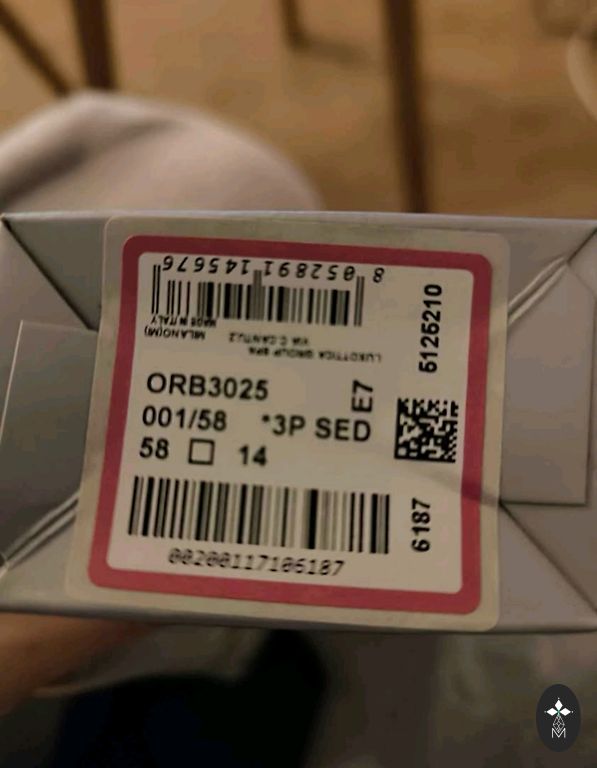 8 052891 145676
MADE IN ITALY
MILANO(MI)
VIA C.CANTU,2
LUXOTTICA GROUP SPA
5125210
ORB3025
E7
001/58 *3P SED
58 □ 14
6187
00200117106187
M